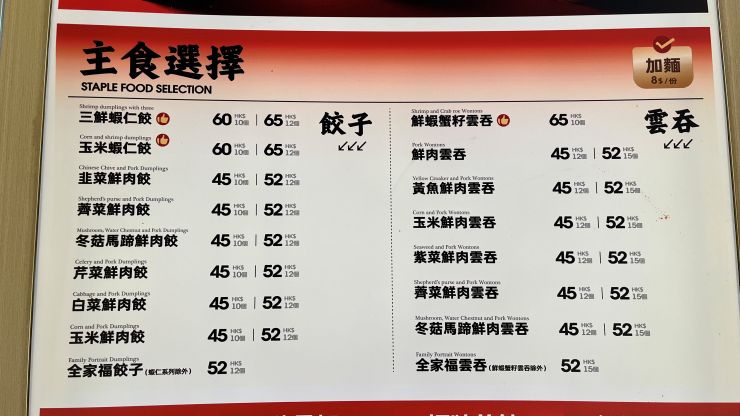 主食選擇
STAPLE FOOD SELECTION
加麵
8$/份
餃子
Shrimp dumplings with three
三鮮蝦仁餃 60 HK$ 10個 | 65 HK$ 12個
Corn and shrimp dumplings
玉米蝦仁餃 60 HK$ 10個 | 65 HK$ 12個
Chinese Chive and Pork Dumplings
韭菜鮮肉餃 45 HK$ 10個 | 52 HK$ 12個
Shepherd's purse and Pork Dumplings
薺菜鮮肉餃 45 HK$ 10個 | 52 HK$ 12個
Mushroom, Water Chestnut and Pork Dumplings
冬菇馬蹄鮮肉餃 45 HK$ 10個 | 52 HK$ 12個
Celery and Pork Dumplings
芹菜鮮肉餃 45 HK$ 10個 | 52 HK$ 12個
Cabbage and Pork Dumplings
白菜鮮肉餃 45 HK$ 10個 | 52 HK$ 12個
Corn and Pork Dumplings
玉米鮮肉餃 45 HK$ 10個 | 52 HK$ 12個
Family Portrait Dumplings
全家福餃子(蝦仁系列除外) 52 HK$ 12個
雲吞
Shrimp and Crab roe Wontons
鮮蝦蟹籽雲吞 65 HK$ 10個
Pork Wontons
鮮肉雲吞 45 HK$ 12個 | 52 HK$ 15個
Yellow Croaker and Pork Wontons
黃魚鮮肉雲吞 45 HK$ 12個 | 52 HK$ 15個
Corn and Pork Wontons
玉米鮮肉雲吞 45 HK$ 12個 | 52 HK$ 15個
Seaweed and Pork Wontons
紫菜鮮肉雲吞 45 HK$ 12個 | 52 HK$ 15個
Shepherd's purse and Pork Wontons
薺菜鮮肉雲吞 45 HK$ 12個 | 52 HK$ 15個
Mushroom, Water Chestnut and Pork Wontons
冬菇馬蹄鮮肉雲吞 45 HK$ 12個 | 52 HK$ 15個
Family Portrait Wontons
全家福雲吞(鮮蝦蟹籽雲吞除外) 52 HK$ 15個